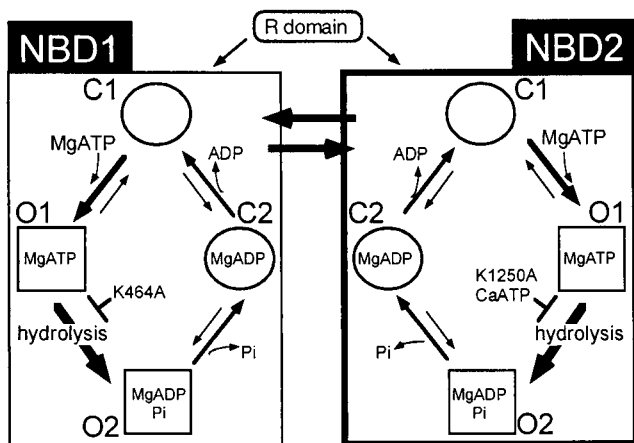 R domain
NBD1
NBD2
C1
MgATP
ADP
O1
C2
MgATP
MgADP
K464A
hydrolysis
Pi
MgADP
Pi
O2
C1
MgATP
ADP
C2
O1
MgADP
MgATP
K1250A
CaATP
hydrolysis
Pi
MgADP
Pi
O2